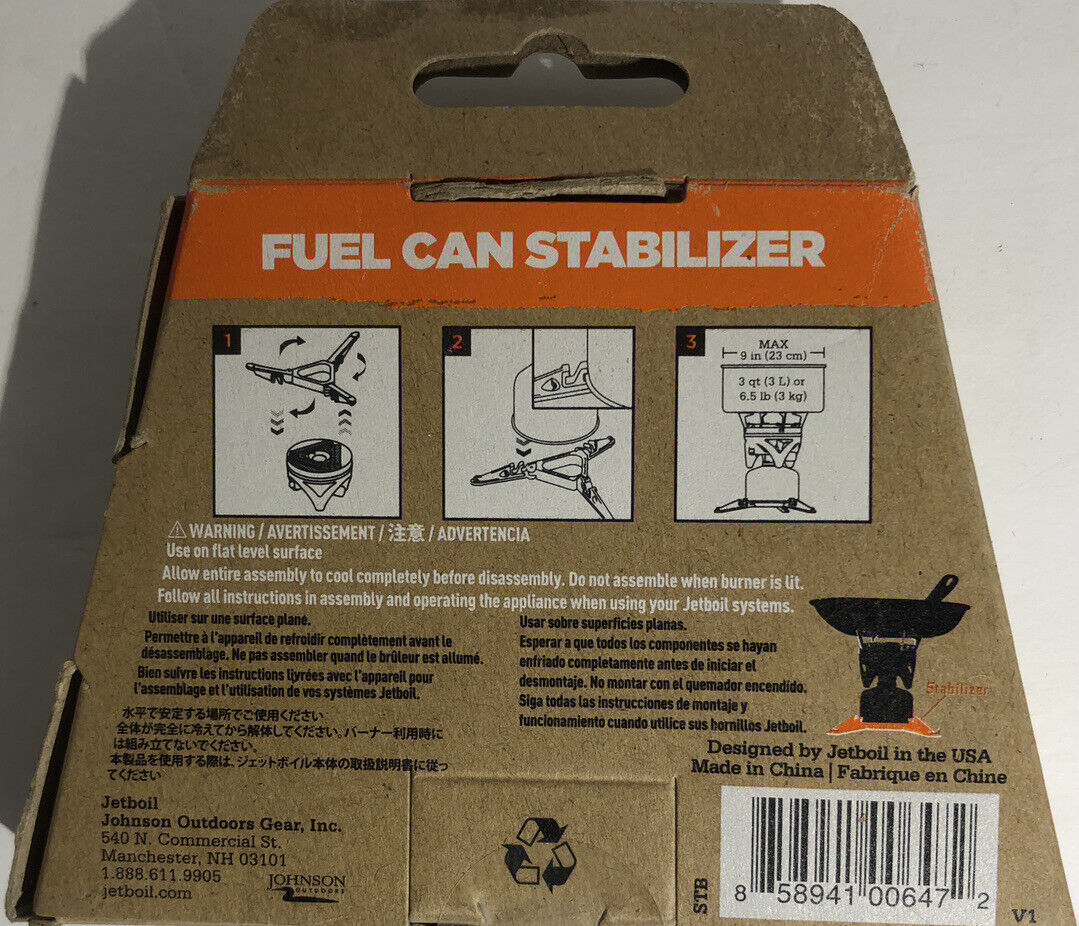 FUEL CAN STABILIZER
1
2
3
MAX
9 in (23 cm)
3 qt (3 L) or
6.5 lb (3 kg)
WARNING / AVERTISSEMENT / 注意 / ADVERTENCIA
Use on flat level surface
Allow entire assembly to cool completely before disassembly. Do not assemble when burner is lit.
Follow all instructions in assembly and operating the appliance when using your Jetboil systems.
Utiliser sur une surface plane.
Permettre à l'appareil de refroidir complètement avant le
désassemblage. Ne pas assembler quand le brûleur est allumé.
Bien suivre les instructions livrées avec l'appareil pour
l'assemblage et l'utilisation de vos systèmes Jetboil.
Usar sobre superficies planas.
Esperar a que todos los componentes se hayan
enfriado completamente antes de iniciar el
desmontaje. No montar con el quemador encendido.
Siga todas las instrucciones de montaje y
funcionamiento cuando utilice sus hornillos Jetboil.
Stabilizer
水平で安定する場所でご使用ください
全体が完全に冷えてから解体してください。バーナー利用時に
は組み立てないでください。
本製品を使用する際は、ジェットボイル本体の取扱説明書に従っ
てください
Designed by Jetboil in the USA
Made in China | Fabrique en Chine
Jetboil
Johnson Outdoors Gear, Inc.
540 N. Commercial St.
Manchester, NH 03101
1.888.611.9905
jetboil.com
JOHNSON
OUTDOORS
STB
8 58941 00647 2
V1